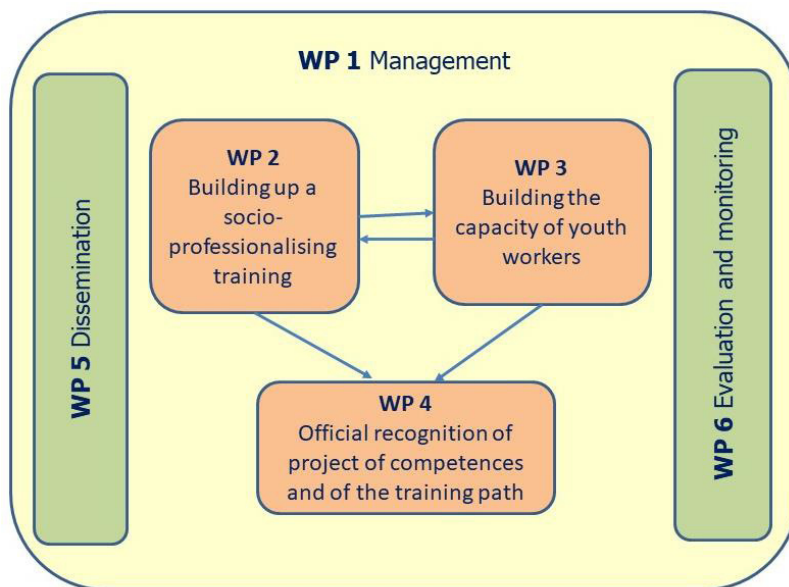 WP 1 Management
WP 5 Dissemination
WP 2
Building up a
socio-
professionalising
training
WP 3
Building the
capacity of youth
workers
WP 4
Official recognition of
project of competences
and of the training path
WP 6 Evaluation and monitoring